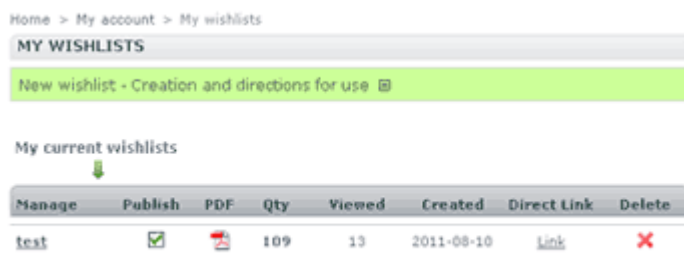 Home > My account > My wishlists
MY WISHLISTS
New wishlist - Creation and directions for use
My current wishlists
Manage Publish PDF Qty Viewed Created Direct Link Delete
test 109 13 2011-08-10 Link